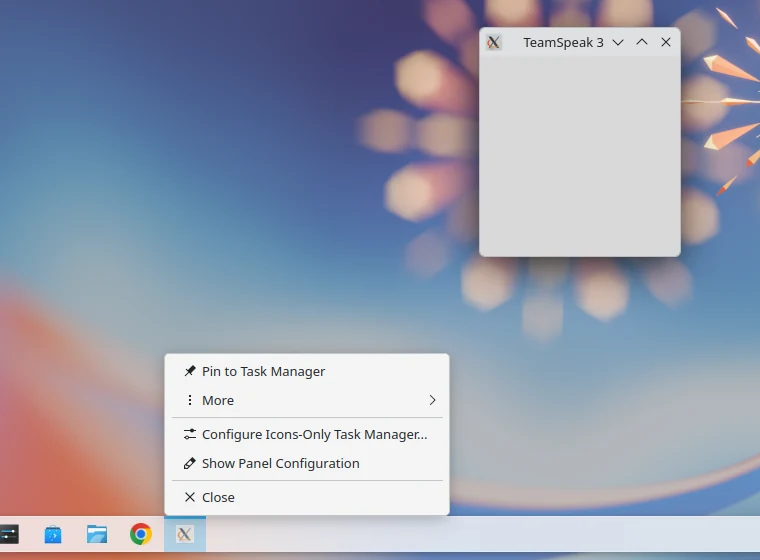 TeamSpeak 3
Pin to Task Manager
More
Configure Icons-Only Task Manager...
Show Panel Configuration
Close